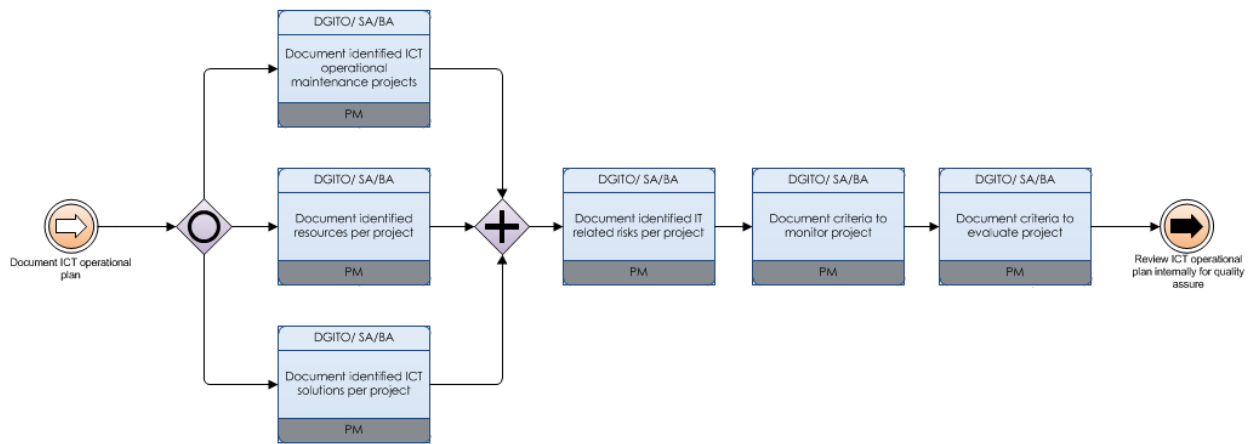 DGITO/ SA/BA
Document identified ICT
operational
maintenance projects
PM
Document ICT operational
plan
DGITO/ SA/BA
Document identified
resources per project
PM
DGITO/ SA/BA
Document identified ICT
solutions per project
PM
DGITO/ SA/BA
Document identified IT
related risks per project
PM
DGITO/ SA/BA
Document criteria to
monitor project
PM
DGITO/ SA/BA
Document criteria to
evaluate project
PM
Review ICT operational
plan internally for quality
assure